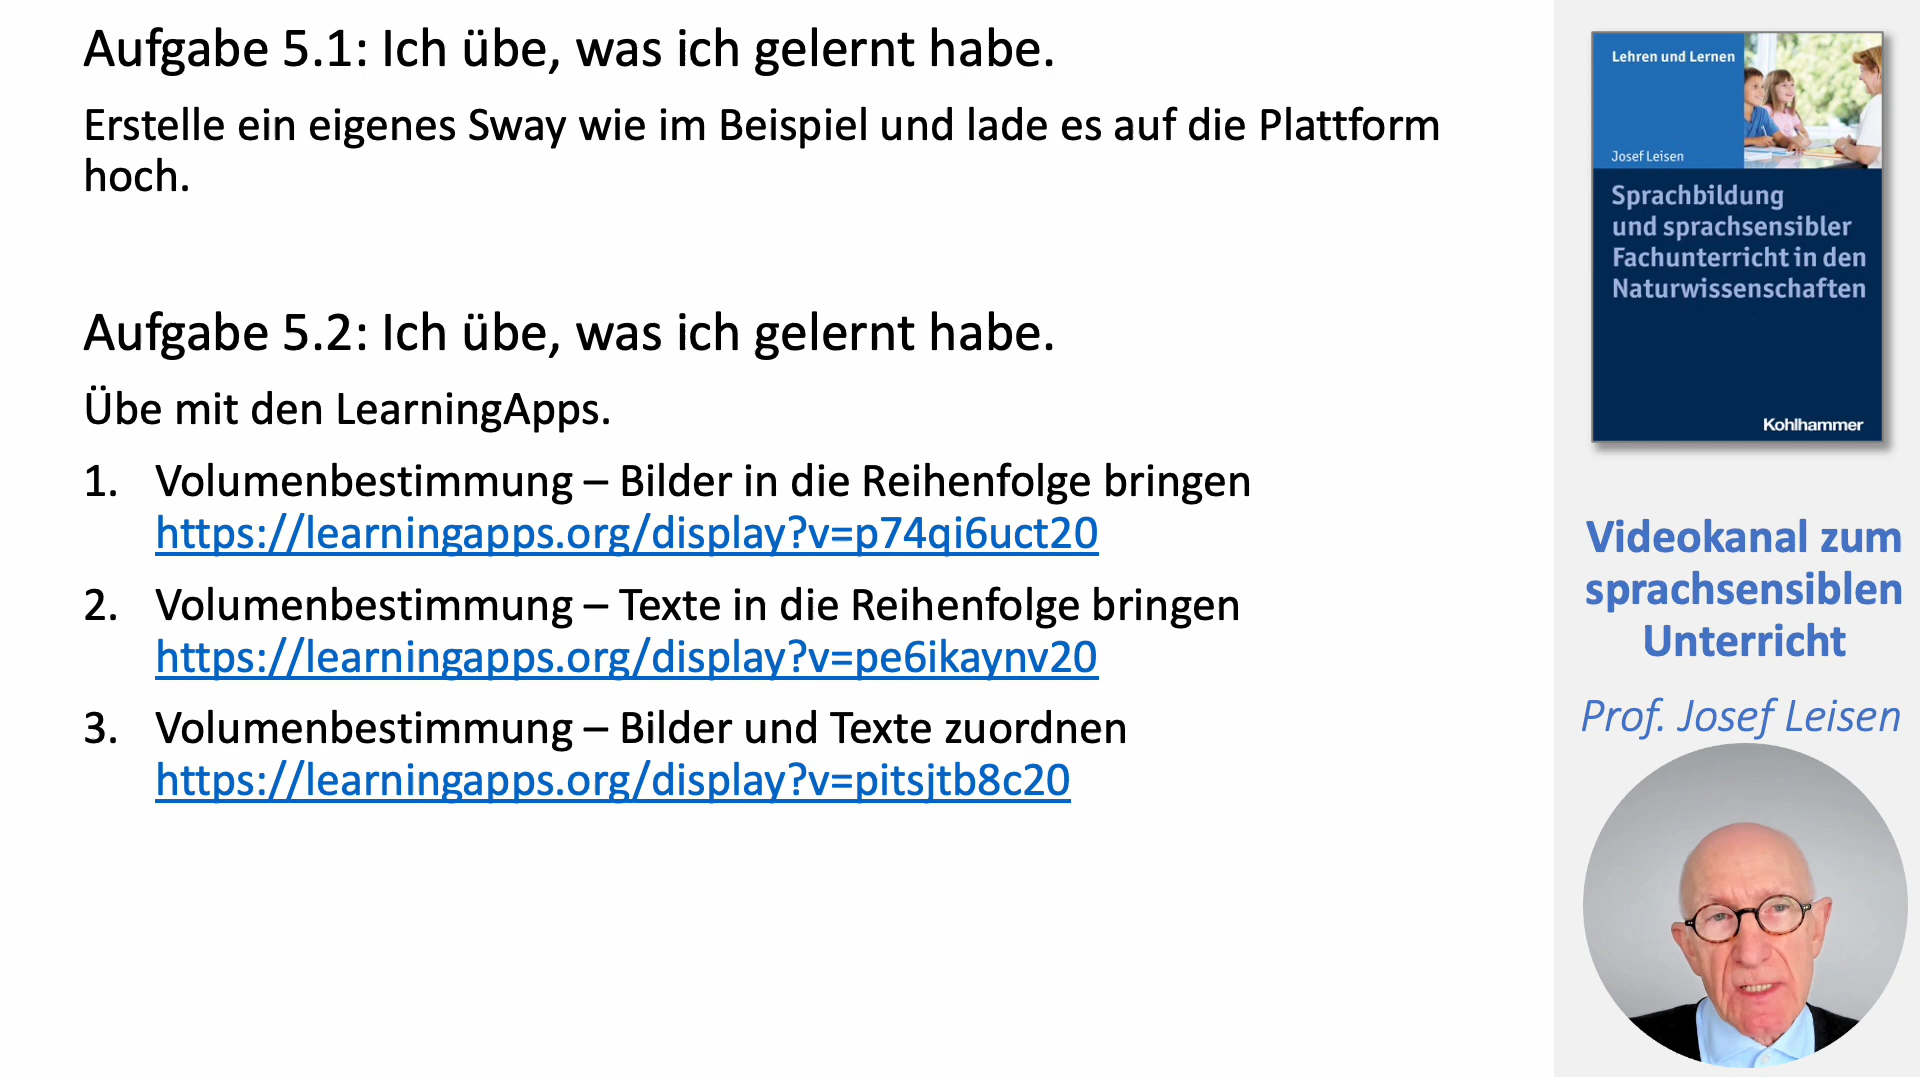 Aufgabe 5.1: Ich übe, was ich gelernt habe.
Erstelle ein eigenes Sway wie im Beispiel und lade es auf die Plattform
hoch.
Aufgabe 5.2: Ich übe, was ich gelernt habe.
Übe mit den LearningApps.
1. Volumenbestimmung – Bilder in die Reihenfolge bringen
https://learningapps.org/display?v=p74qi6uct20
2. Volumenbestimmung – Texte in die Reihenfolge bringen
https://learningapps.org/display?v=pe6ikaynv20
3. Volumenbestimmung – Bilder und Texte zuordnen
https://learningapps.org/display?v=pitsjtb8c20
Lehren und Lernen
Josef Leisen
Sprachbildung
und sprachsensibler
Fachunterricht in den
Naturwissenschaften
Kohlhammer
Videokanal zum
sprachsensiblen
Unterricht
Prof. Josef Leisen